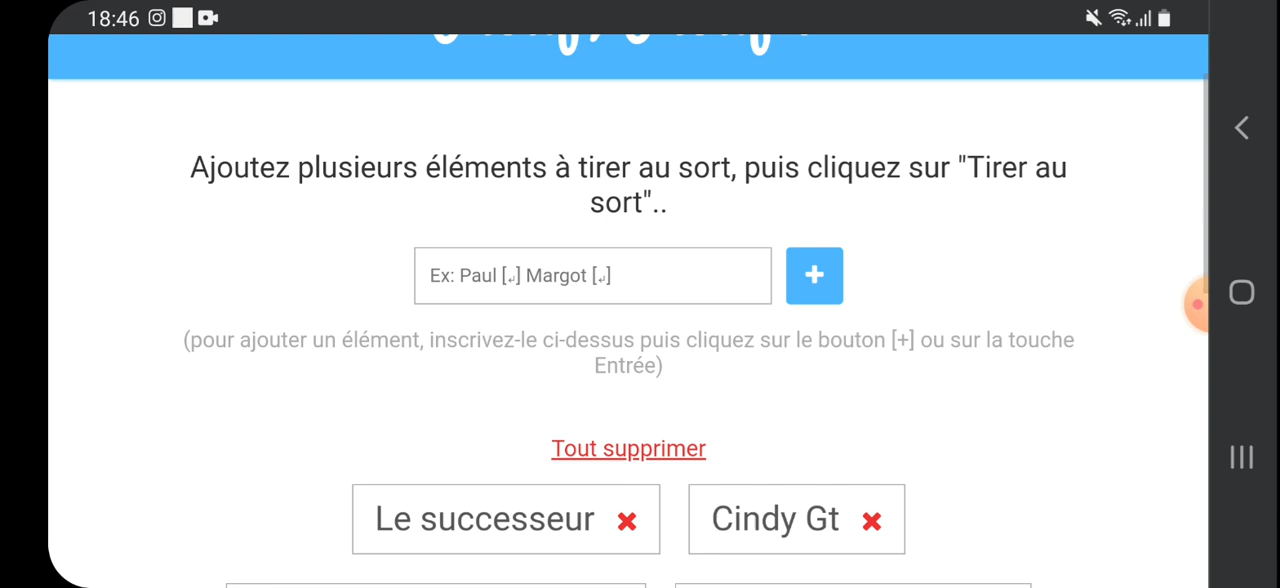 18:46
Ajoutez plusieurs éléments à tirer au sort, puis cliquez sur "Tirer au
sort"..
Ex: Paul [↵] Margot [↵]
+
(pour ajouter un élément, inscrivez-le ci-dessus puis cliquez sur le bouton [+] ou sur la touche
Entrée)
Tout supprimer
Le successeur
Cindy Gt